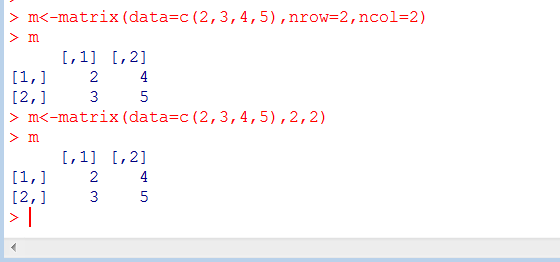 > m<-matrix(data=c(2,3,4,5),nrow=2,ncol=2)
> m
     [,1] [,2]
[1,]    2    4
[2,]    3    5
> m<-matrix(data=c(2,3,4,5),2,2)
> m
     [,1] [,2]
[1,]    2    4
[2,]    3    5
>